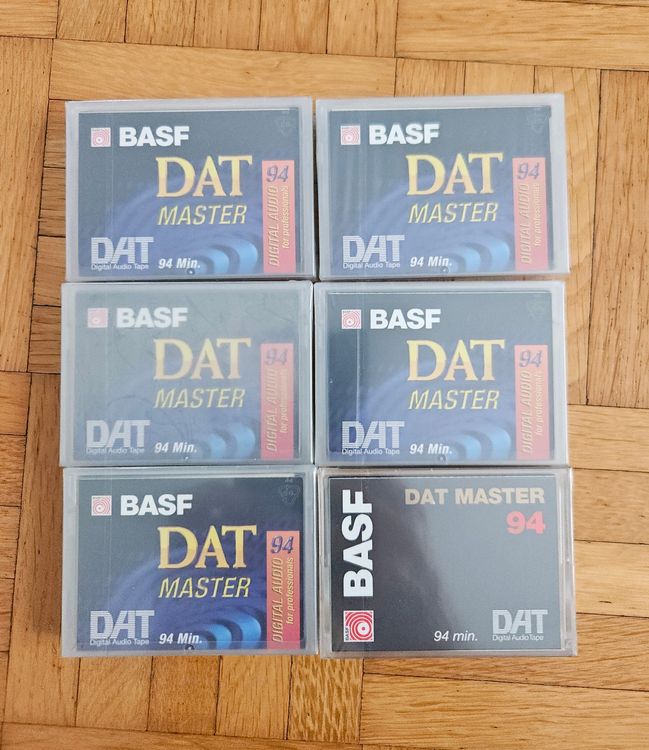 BASF
DAT
MASTER
94
DIGITAL AUDIO
for professionals
DAT
Digital Audio Tape
94 Min.
BASF
DAT
MASTER
94
DIGITAL AUDIO
for professionals
DAT
Digital Audio Tape
94 Min.
BASF
DAT
MASTER
94
DIGITAL AUDIO
for professionals
DAT
Digital Audio Tape
94 Min.
BASF
DAT
MASTER
94
DIGITAL AUDIO
for professionals
DAT
Digital Audio Tape
94 Min.
BASF
DAT
MASTER
94
DIGITAL AUDIO
for professionals
DAT
Digital Audio Tape
94 Min.
BASF
DAT MASTER
94
BASF
94 min.
DAT
Digital Audio Tape